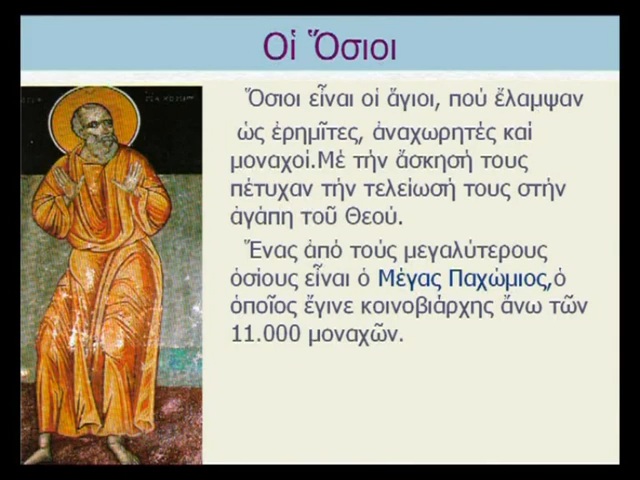 Οἱ Ὅσιοι
Ὅσιοι εἶναι οἱ ἅγιοι, πού ἔλαμψαν
ὡς ἐρημῖτες, ἀναχωρητές καί
μοναχοί.Μέ τήν ἄσκησή τους
πέτυχαν τήν τελείωσή τους στήν
ἀγάπη τοῦ Θεοῦ.
Ἕνας ἀπό τούς μεγαλύτερους
ὁσίους εἶναι ὁ Μέγας Παχώμιος,ὁ
ὁποῖος ἔγινε κοινοβιάρχης ἄνω τῶν
11.000 μοναχῶν.